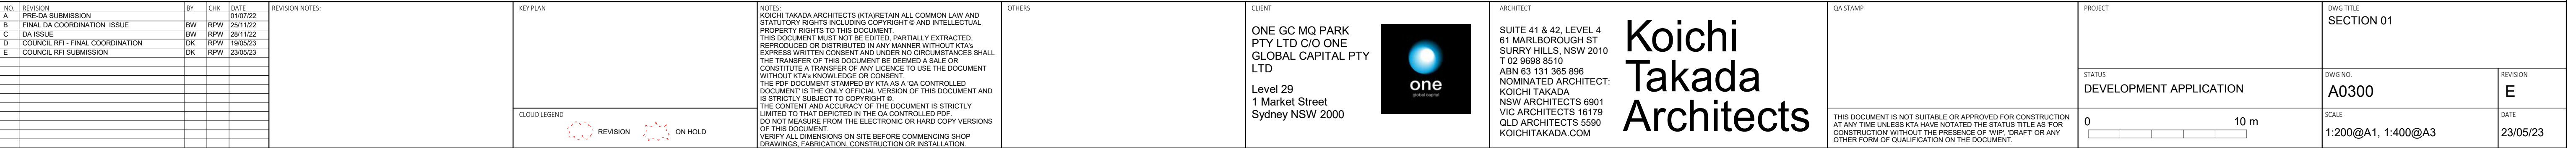 NO. REVISION BY CHK DATE
A PRE-DA SUBMISSION 01/07/22
B FINAL DA COORDINATION ISSUE BW RPW 25/11/22
C DA ISSUE BW RPW 28/11/22
D COUNCIL RFI - FINAL COORDINATION DK RPW 19/05/23
E COUNCIL RFI SUBMISSION DK RPW 23/05/23
REVISION NOTES:
KEY PLAN
CLOUD LEGEND
REVISION ON HOLD
NOTES:
KOICHI TAKADA ARCHITECTS (KTA)RETAIN ALL COMMON LAW AND
STATUTORY RIGHTS INCLUDING COPYRIGHT © AND INTELLECTUAL
PROPERTY RIGHTS TO THIS DOCUMENT.
THIS DOCUMENT MUST NOT BE EDITED, PARTIALLY EXTRACTED,
REPRODUCED OR DISTRIBUTED IN ANY MANNER WITHOUT KTA's
EXPRESS WRITTEN CONSENT AND UNDER NO CIRCUMSTANCES SHALL
THE TRANSFER OF THIS DOCUMENT BE DEEMED A SALE OR
CONSTITUTE A TRANSFER OF ANY LICENCE TO USE THE DOCUMENT
WITHOUT KTA's KNOWLEDGE OR CONSENT.
THE PDF DOCUMENT STAMPED BY KTA AS A 'QA CONTROLLED
DOCUMENT' IS THE ONLY OFFICIAL VERSION OF THIS DOCUMENT AND
IS STRICTLY SUBJECT TO COPYRIGHT ©.
THE CONTENT AND ACCURACY OF THE DOCUMENT IS STRICTLY
LIMITED TO THAT DEPICTED IN THE QA CONTROLLED PDF.
DO NOT MEASURE FROM THE ELECTRONIC OR HARD COPY VERSIONS
OF THIS DOCUMENT.
VERIFY ALL DIMENSIONS ON SITE BEFORE COMMENCING SHOP
DRAWINGS, FABRICATION, CONSTRUCTION OR INSTALLATION.
OTHERS
CLIENT
ONE GC MQ PARK
PTY LTD C/O ONE
GLOBAL CAPITAL PTY
LTD
Level 29
1 Market Street
Sydney NSW 2000
one
global capital
ARCHITECT
SUITE 41 & 42, LEVEL 4
61 MARLBOROUGH ST
SURRY HILLS, NSW 2010
T 02 9698 8510
ABN 63 131 365 896
NOMINATED ARCHITECT:
KOICHI TAKADA
NSW ARCHITECTS 6901
VIC ARCHITECTS 16179
QLD ARCHITECTS 5590
KOICHITAKADA.COM
Koichi
Takada
Architects
QA STAMP
THIS DOCUMENT IS NOT SUITABLE OR APPROVED FOR CONSTRUCTION
AT ANY TIME UNLESS KTA HAVE NOTATED THE STATUS TITLE AS 'FOR
CONSTRUCTION' WITHOUT THE PRESENCE OF 'WIP', 'DRAFT' OR ANY
OTHER FORM OF QUALIFICATION ON THE DOCUMENT.
PROJECT
STATUS
DEVELOPMENT APPLICATION
0 10 m
DWG TITLE
SECTION 01
DWG NO. REVISION
A0300 E
SCALE DATE
1:200@A1, 1:400@A3 23/05/23